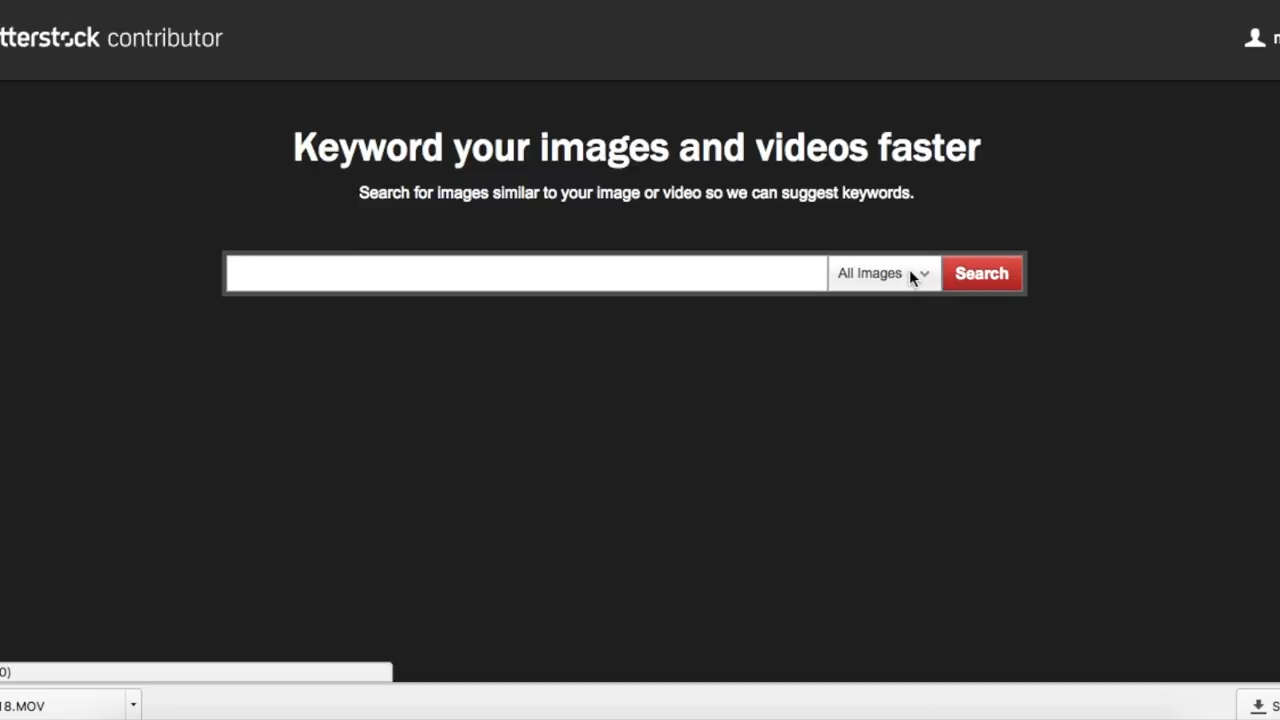 tterstock contributor
Keyword your images and videos faster
Search for images similar to your image or video so we can suggest keywords.
All Images
Search
0)
18.MOV
S